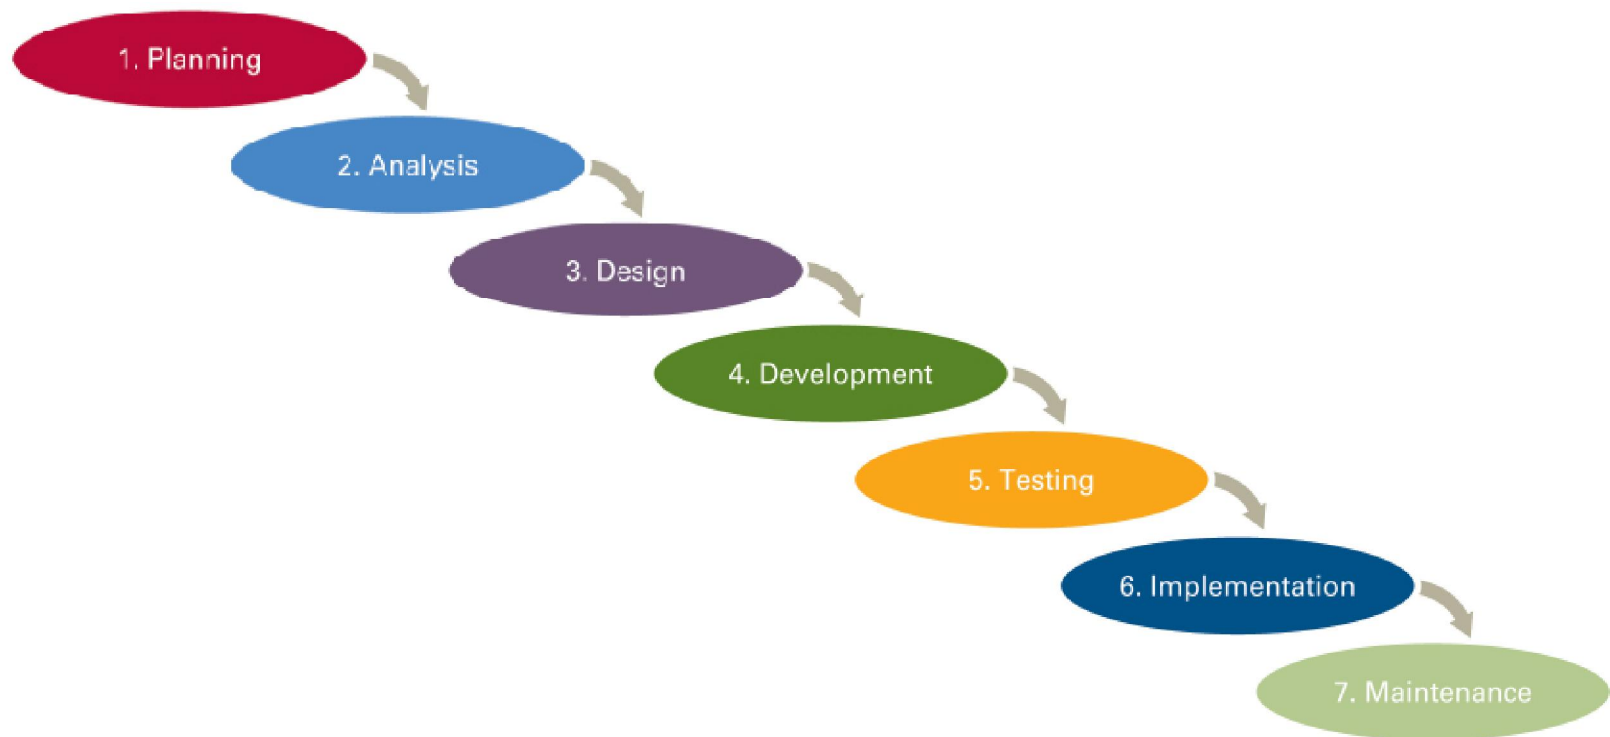 1. Planning
2. Analysis
3. Design
4. Development
5. Testing
6. Implementation
7. Maintenance